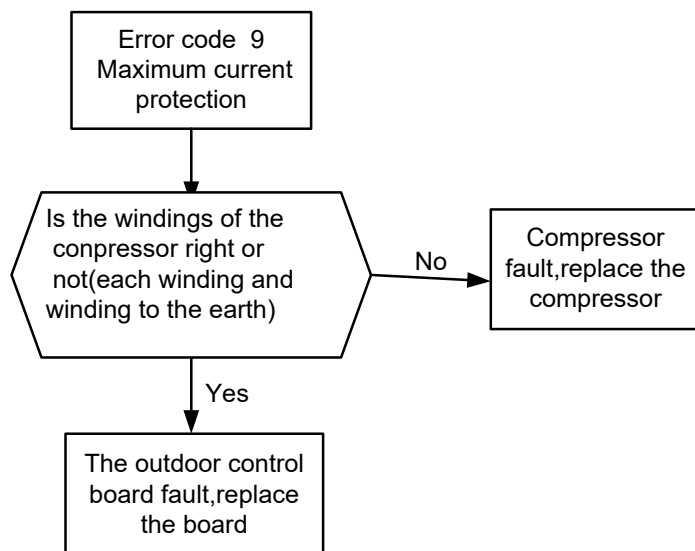 Error code  9
Maximum current
protection
Is the windings of the
conpressor right or
not(each winding and
winding to the earth)
No
Compressor
fault,replace the
compressor
Yes
The outdoor control
board fault,replace
the board